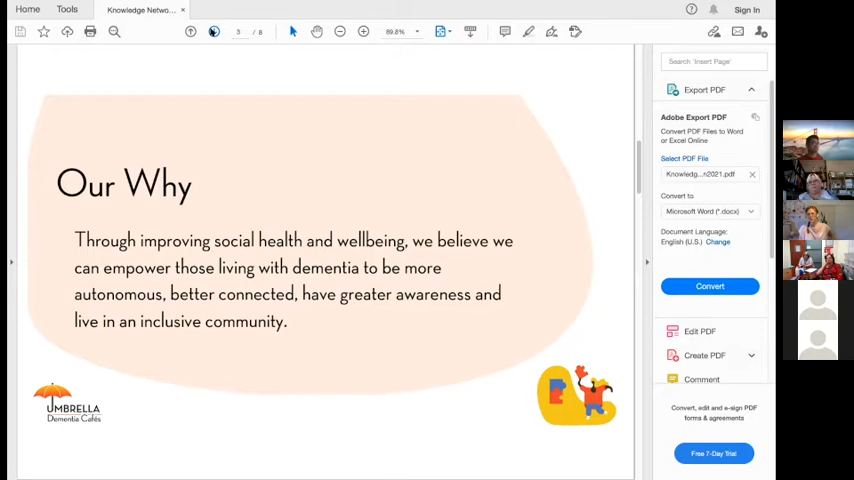 Home
Tools
Knowledge Netwo...
×
Sign In
3 / 8
89.8%
Search 'Insert Page'
Export PDF
Adobe Export PDF
Convert PDF Files to Word
or Excel Online
Select PDF File
Knowledg...n2021.pdf
Convert to
Microsoft Word (*.docx)
Document Language:
English (U.S.) Change
Convert
Edit PDF
Create PDF
Comment
Convert, edit and e-sign PDF
forms & agreements
Free 7-Day Trial
Our Why
Through improving social health and wellbeing, we believe we
can empower those living with dementia to be more
autonomous, better connected, have greater awareness and
live in an inclusive community.
UMBRELLA
Dementia Cafés